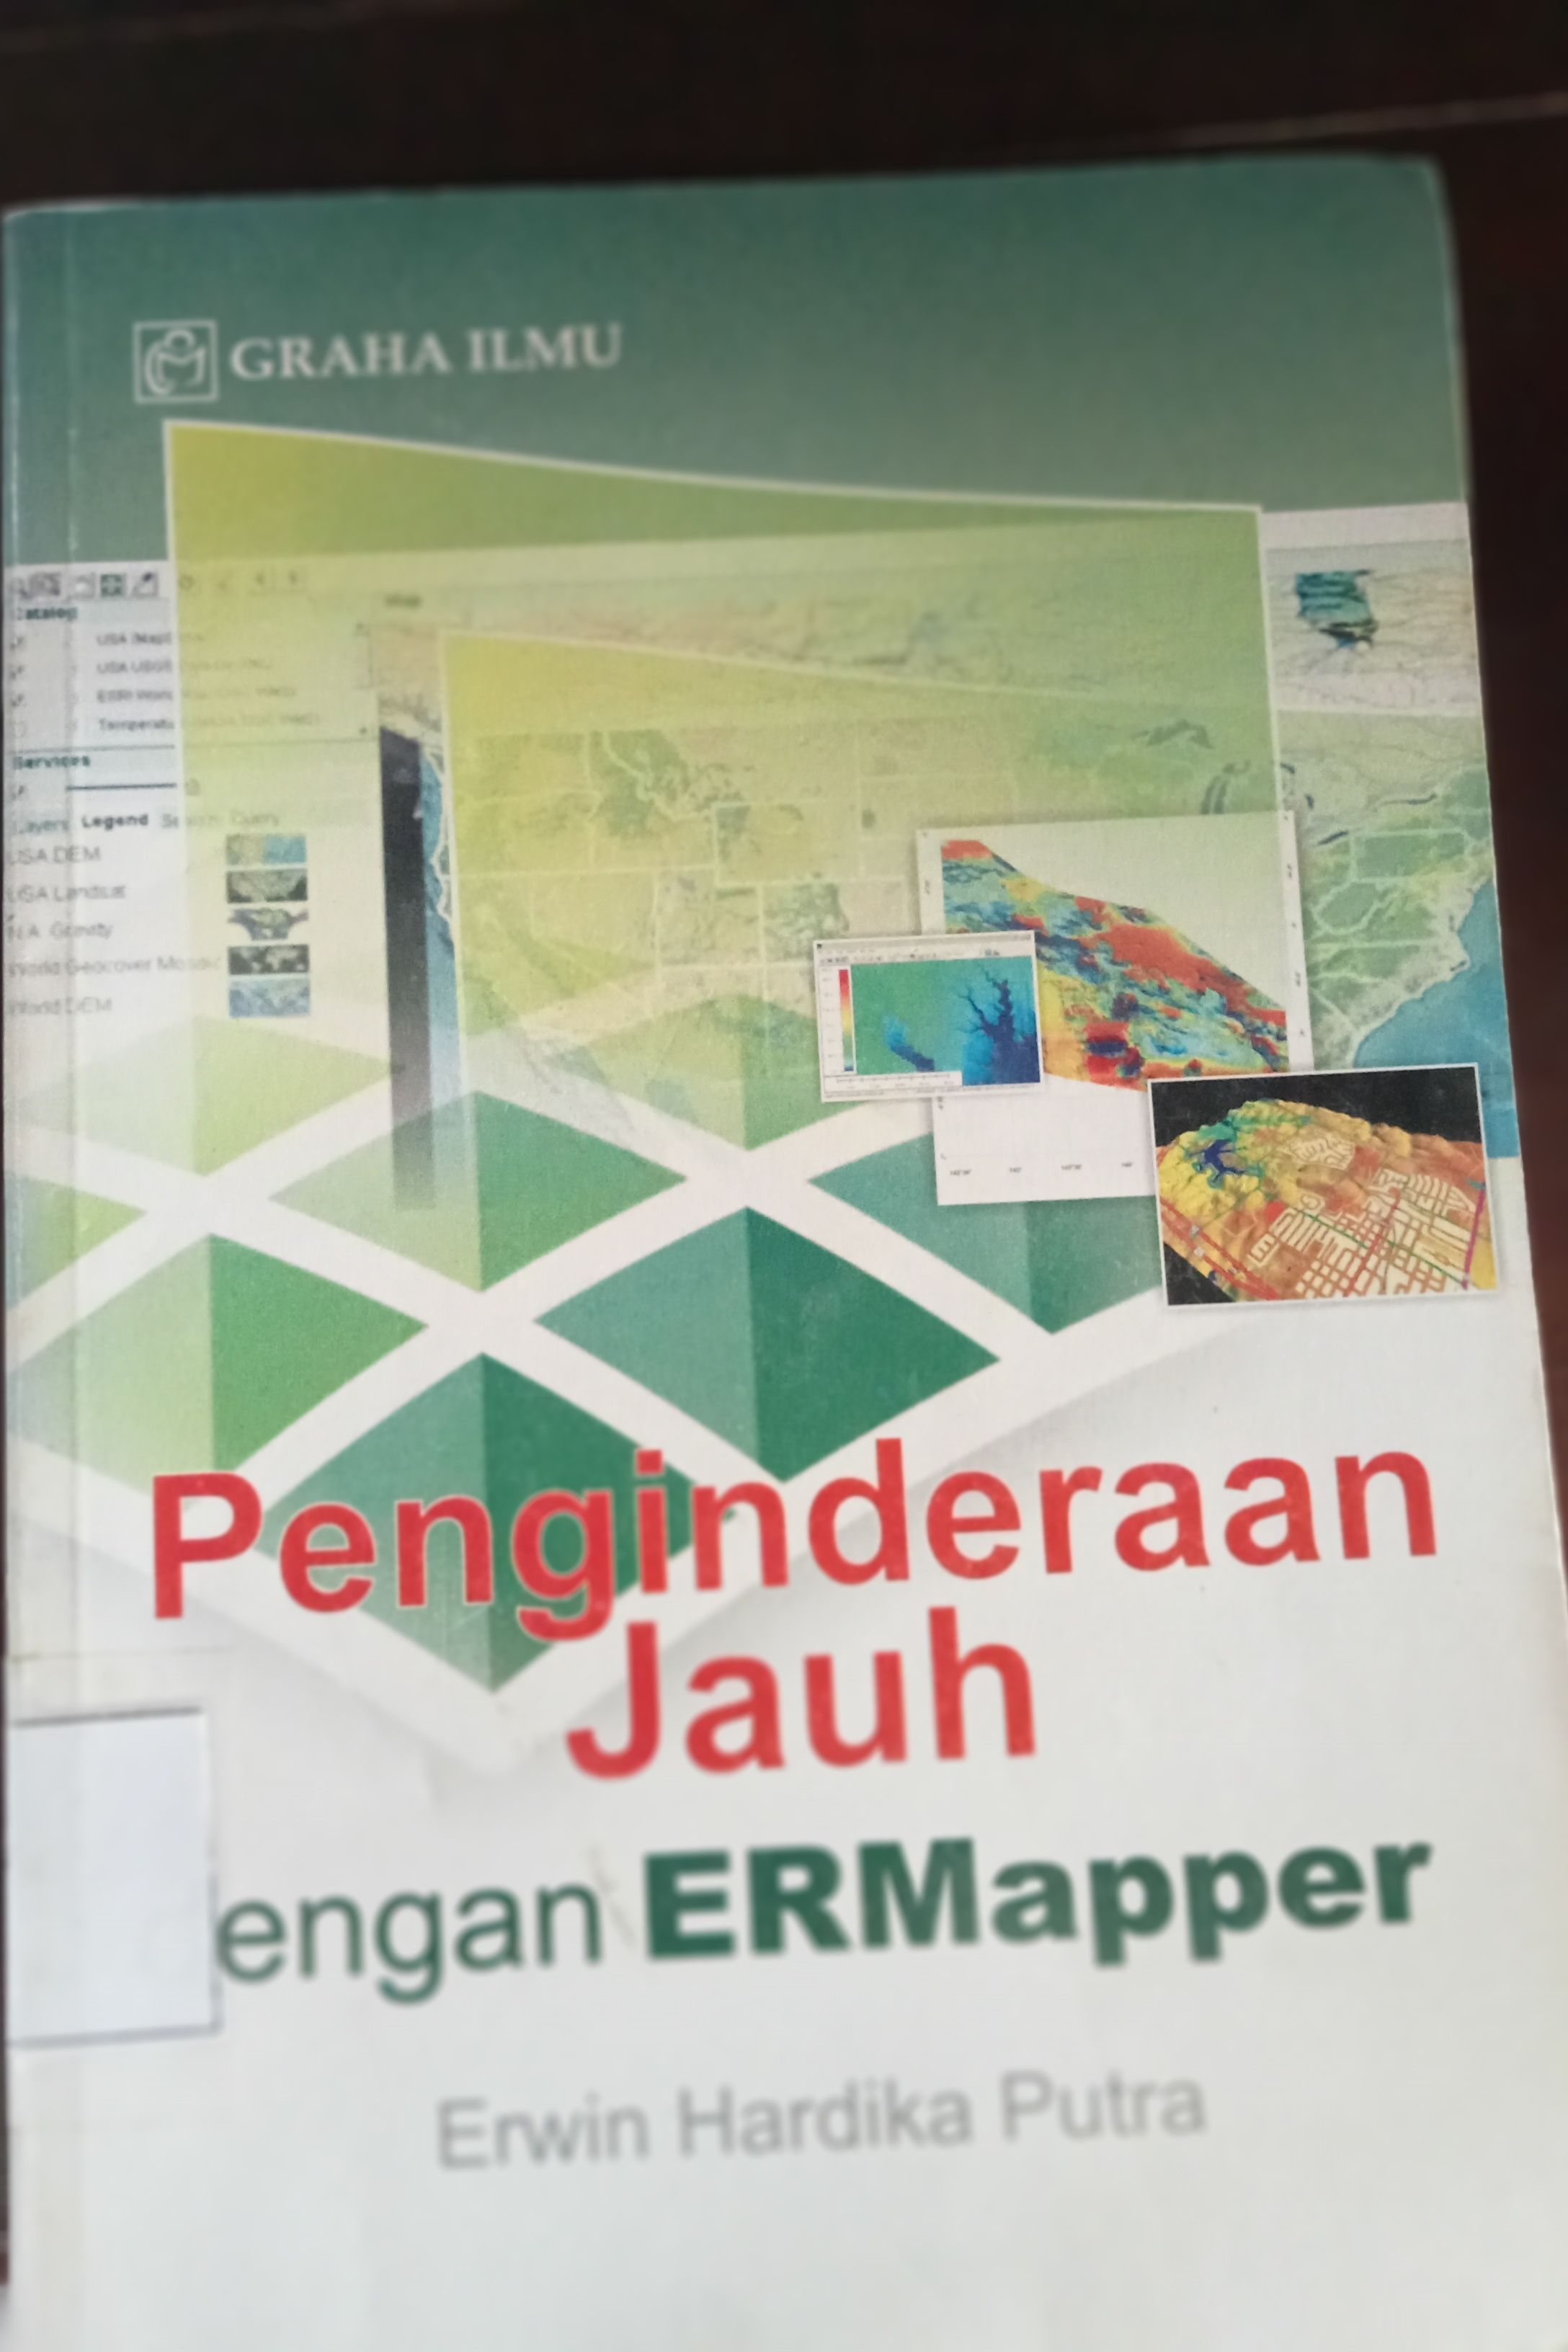 GRAHA ILMU
Catalog
Services
Legend
USA DEM
USA Landsat
World Geocover Mosaic
World DEM
Penginderaan
Jauh
engan ERMapper
Erwin Hardika Putra